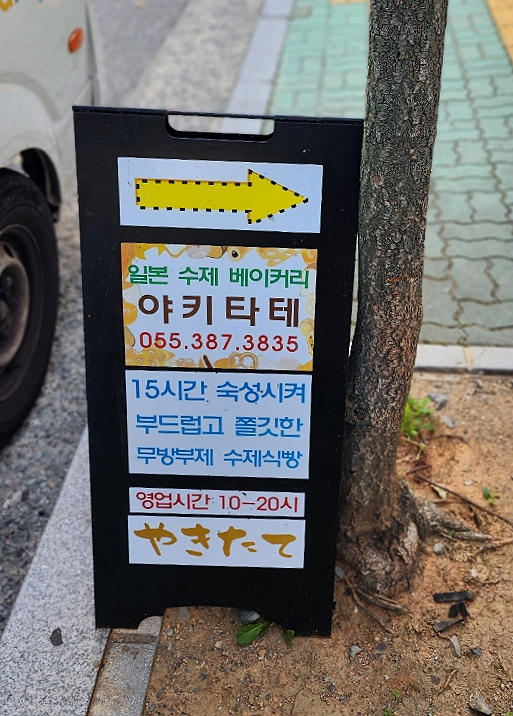 일본 수제 베이커리
야키타테
055.387.3835
15시간 숙성시켜
부드럽고 쫄깃한
무방부제 수제식빵
영업시간 10-20시
やきたて